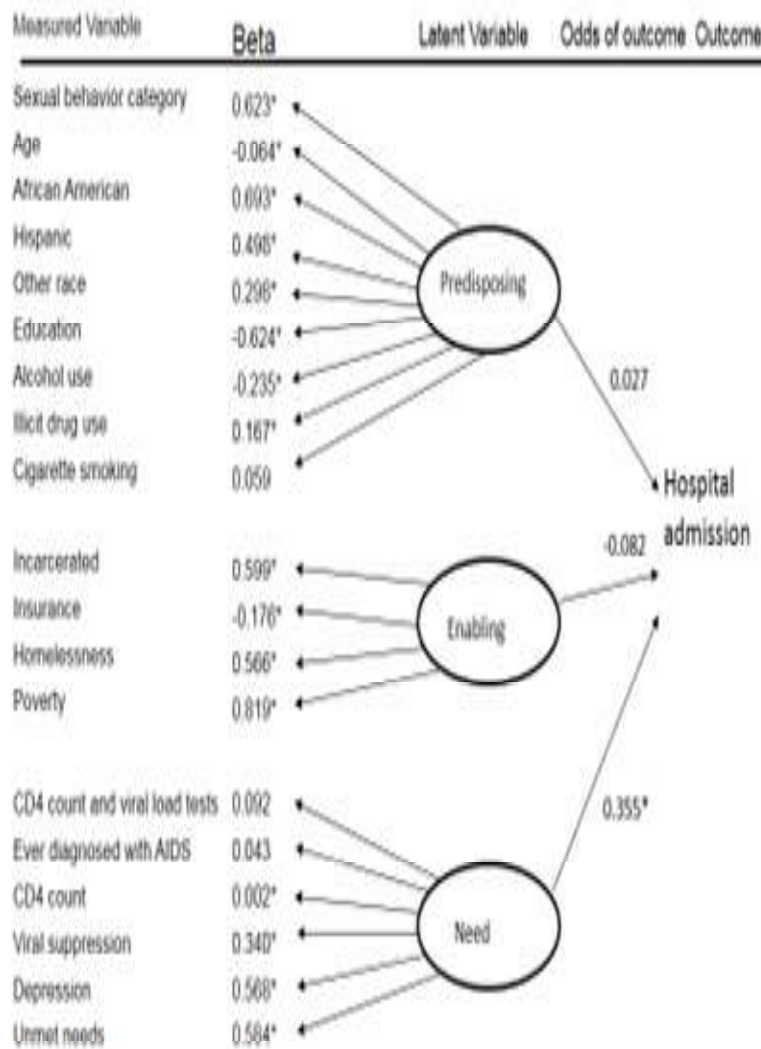 Measured Variable Beta Latent Variable Odds of outcome Outcome
Sexual behavior category 0.623*
Age -0.064*
African American 0.693*
Hispanic 0.498*
Other race 0.298*
Education -0.624*
Alcohol use -0.235*
Illicit drug use 0.167*
Cigarette smoking 0.059
Predisposing
0.027
Hospital
admission
Incarcerated 0.599*
Insurance -0.176*
Homelessness 0.566*
Poverty 0.819*
Enabling
-0.082
CD4 count and viral load tests 0.092
Ever diagnosed with AIDS 0.043
CD4 count 0.002*
Viral suppression 0.340*
Depression 0.568*
Unmet needs 0.584*
Need
0.355*